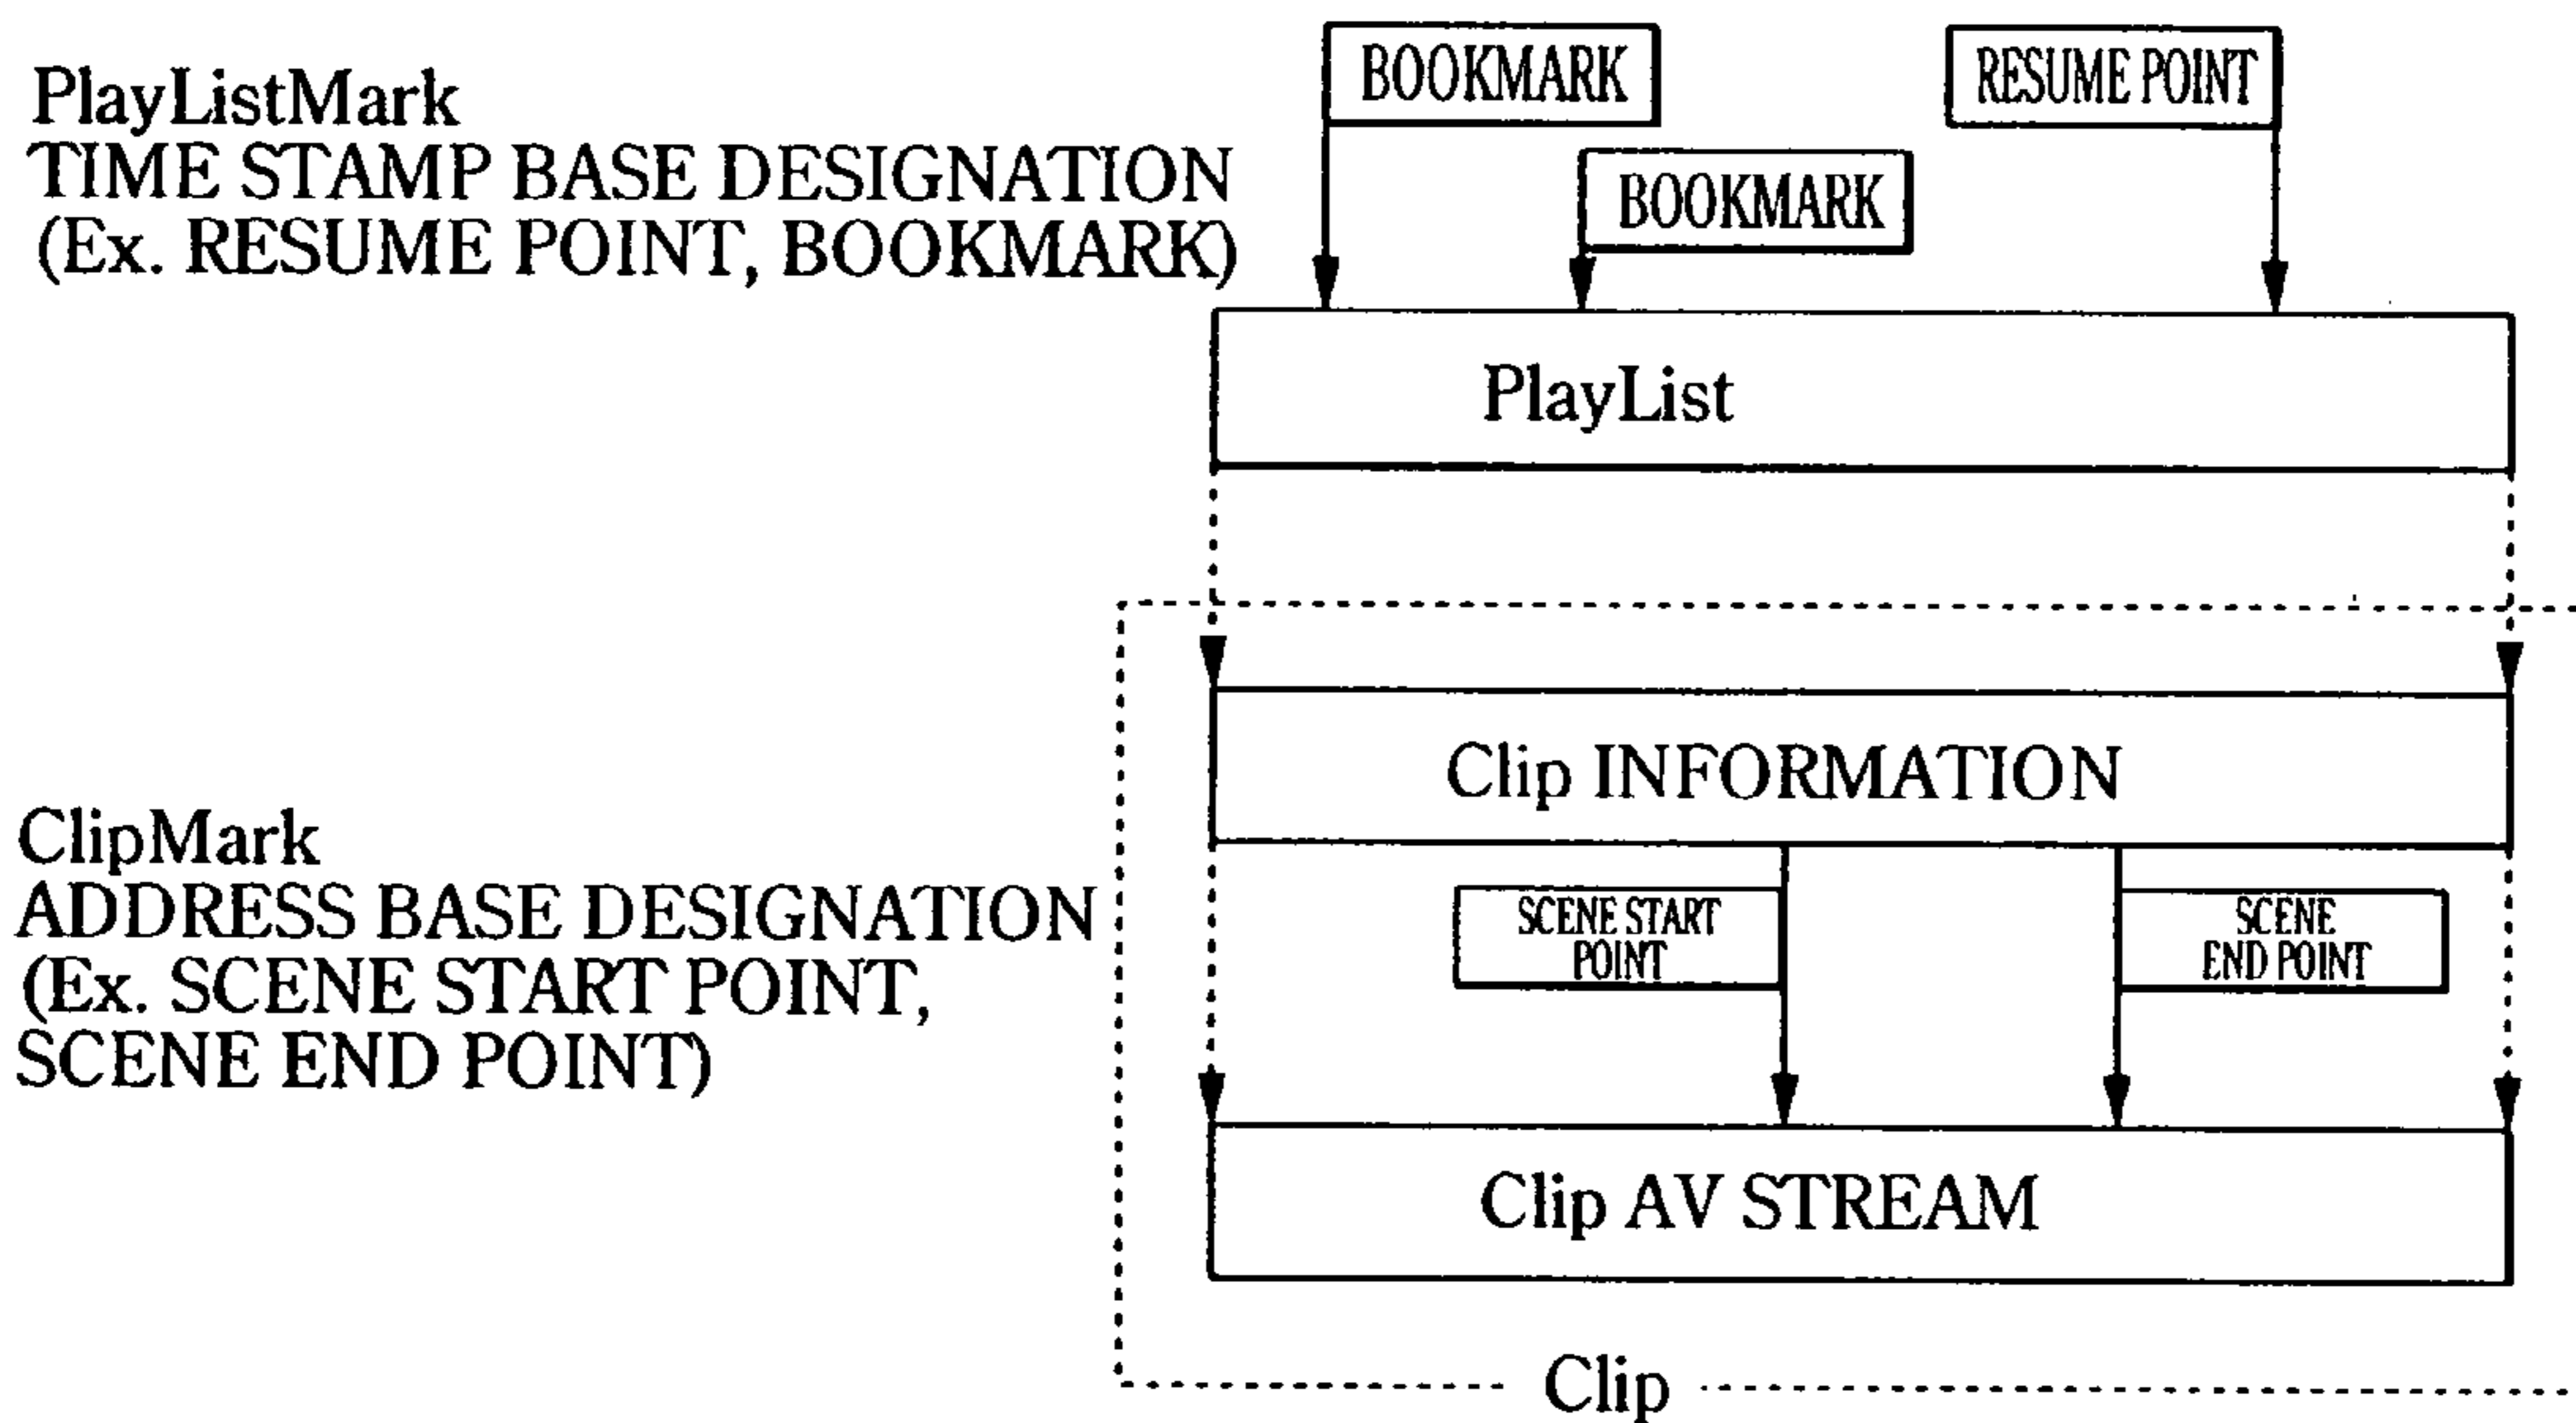 BOOKMARK
RESUME POINT
PlayListMark
TIME STAMP BASE DESIGNATION
(Ex. RESUME POINT, BOOKMARK)
BOOKMARK
PlayList
Clip INFORMATION
ClipMark
ADDRESS BASE DESIGNATION
(Ex. SCENE START POINT,
SCENE END POINT)
SCENE START
POINT
SCENE
END POINT
Clip AV STREAM
Clip